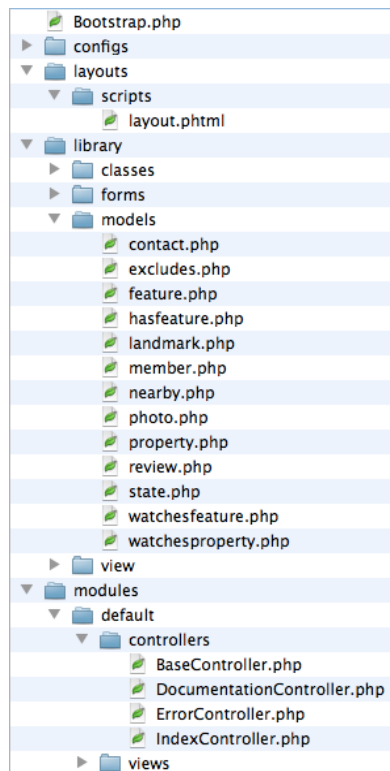 Bootstrap.php
configs
layouts
scripts
layout.phtml
library
classes
forms
models
contact.php
excludes.php
feature.php
hasfeature.php
landmark.php
member.php
nearby.php
photo.php
property.php
review.php
state.php
watchesfeature.php
watchesproperty.php
view
modules
default
controllers
BaseController.php
DocumentationController.php
ErrorController.php
IndexController.php
views